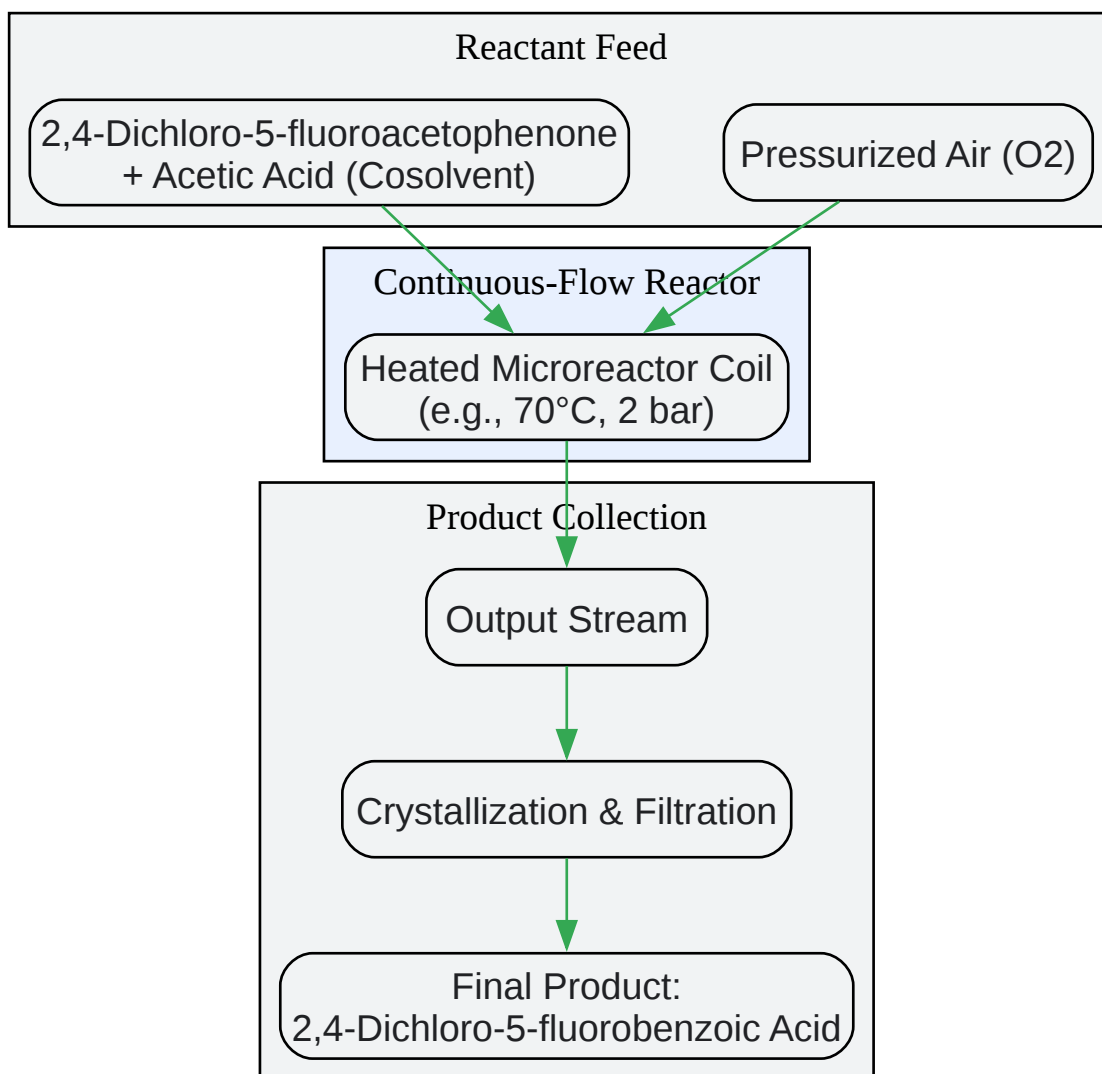 Reactant Feed
2,4-Dichloro-5-fluoroacetophenone
+ Acetic Acid (Cosolvent)
Pressurized Air (O2)
Continuous-Flow Reactor
Heated Microreactor Coil
(e.g., 70°C, 2 bar)
Product Collection
Output Stream
Crystallization & Filtration
Final Product:
2,4-Dichloro-5-fluorobenzoic Acid